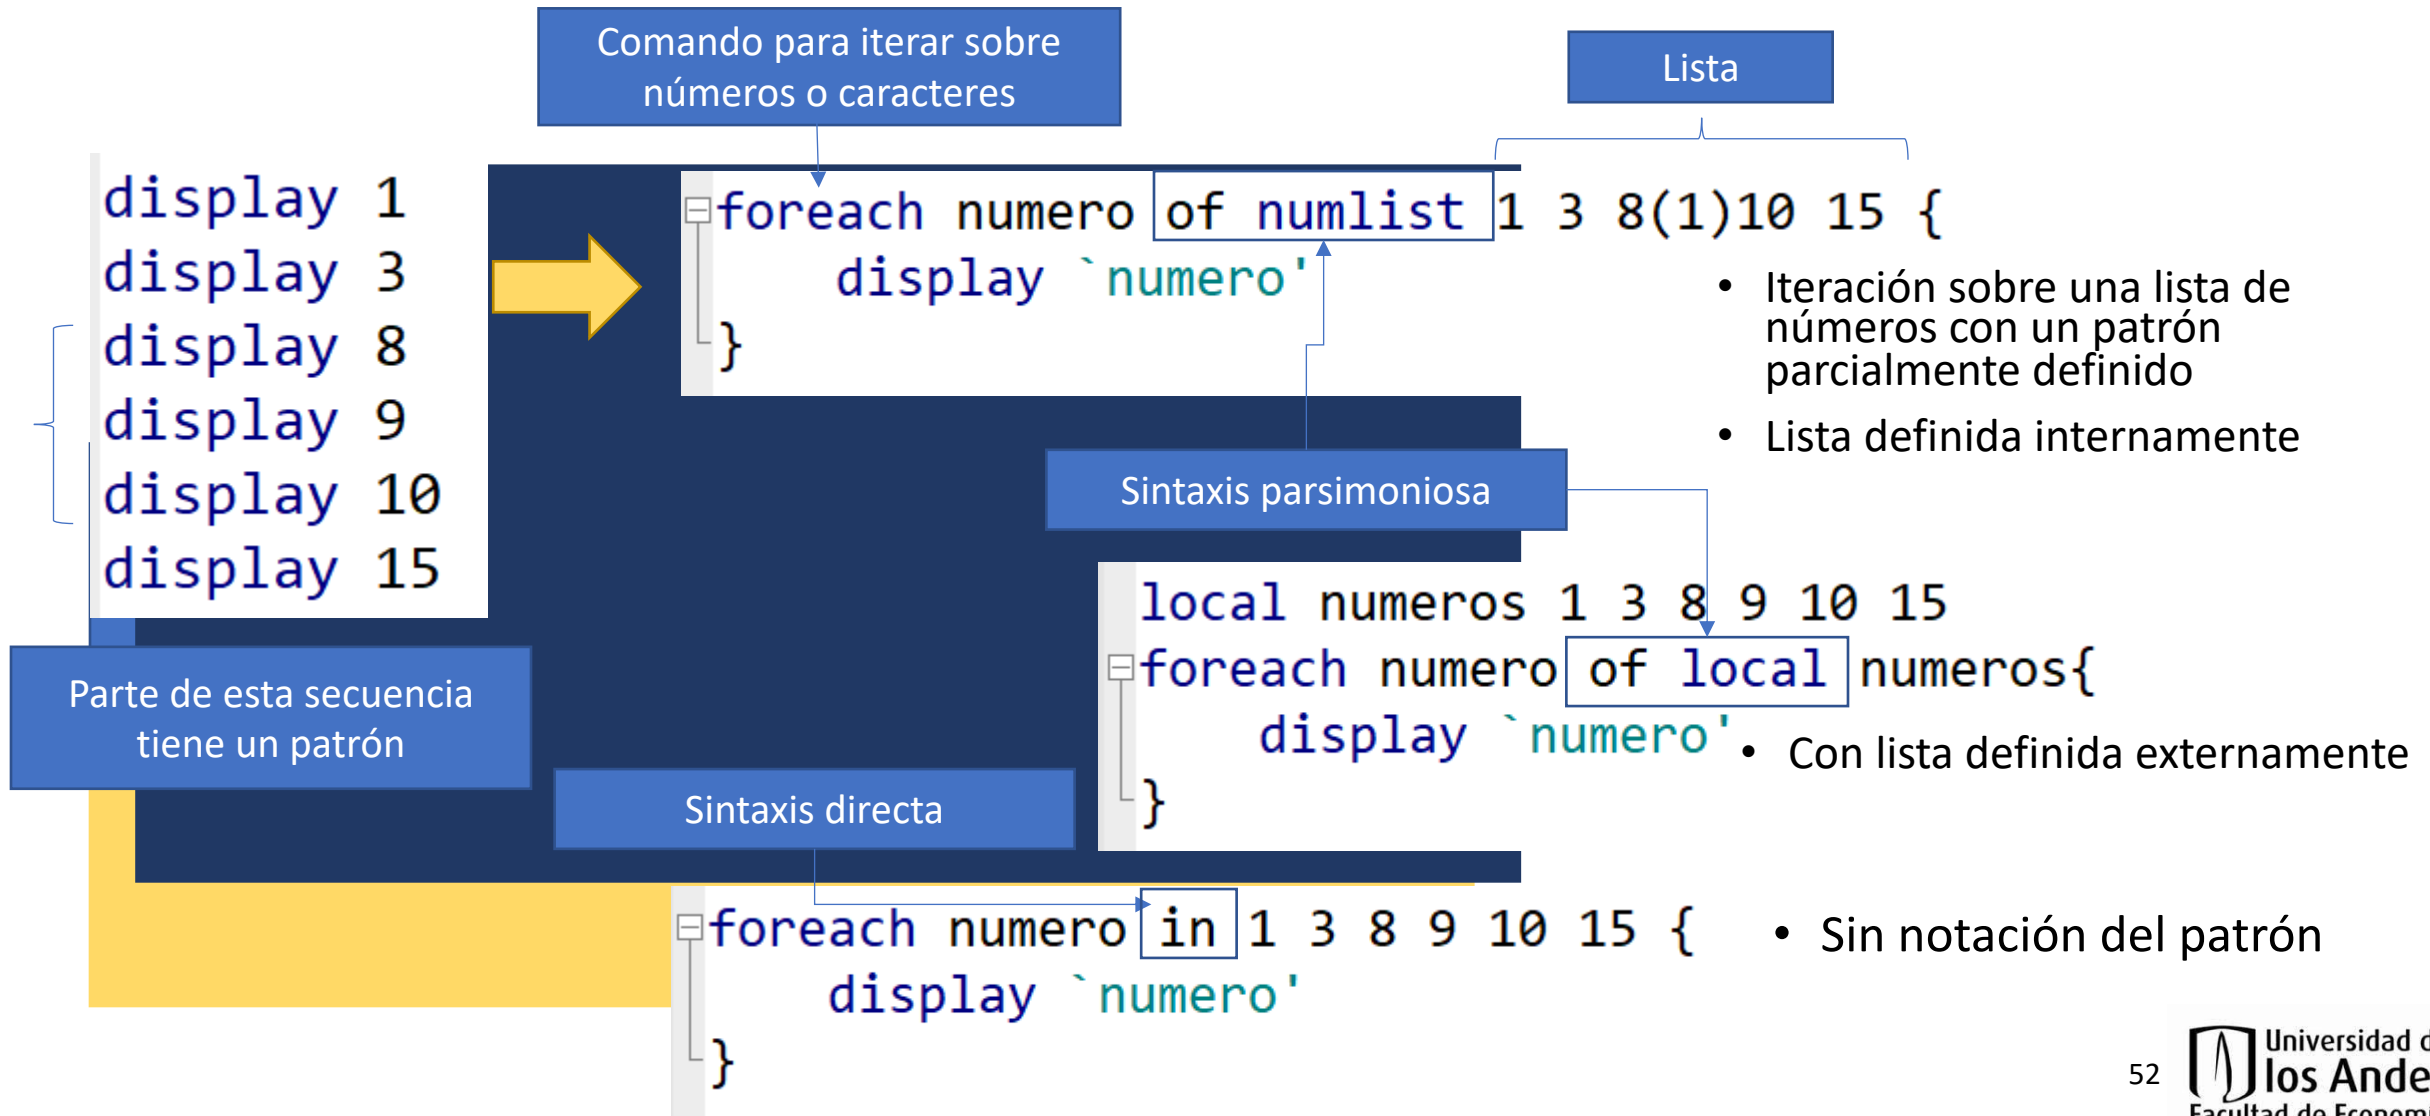 Comando para iterar sobre
números o caracteres
Lista
display 1
display 3
display 8
display 9
display 10
display 15
foreach numero of numlist 1 3 8(1)10 15 {
display `numero'
}
• Iteración sobre una lista de
números con un patrón
parcialmente definido
• Lista definida internamente
Sintaxis parsimoniosa
local numeros 1 3 8 9 10 15
foreach numero of local numeros{
display `numero'
}
• Con lista definida externamente
Parte de esta secuencia
tiene un patrón
Sintaxis directa
foreach numero in 1 3 8 9 10 15 {
display `numero'
}
• Sin notación del patrón
52
Universidad d
los Ande
Facultad de Econom